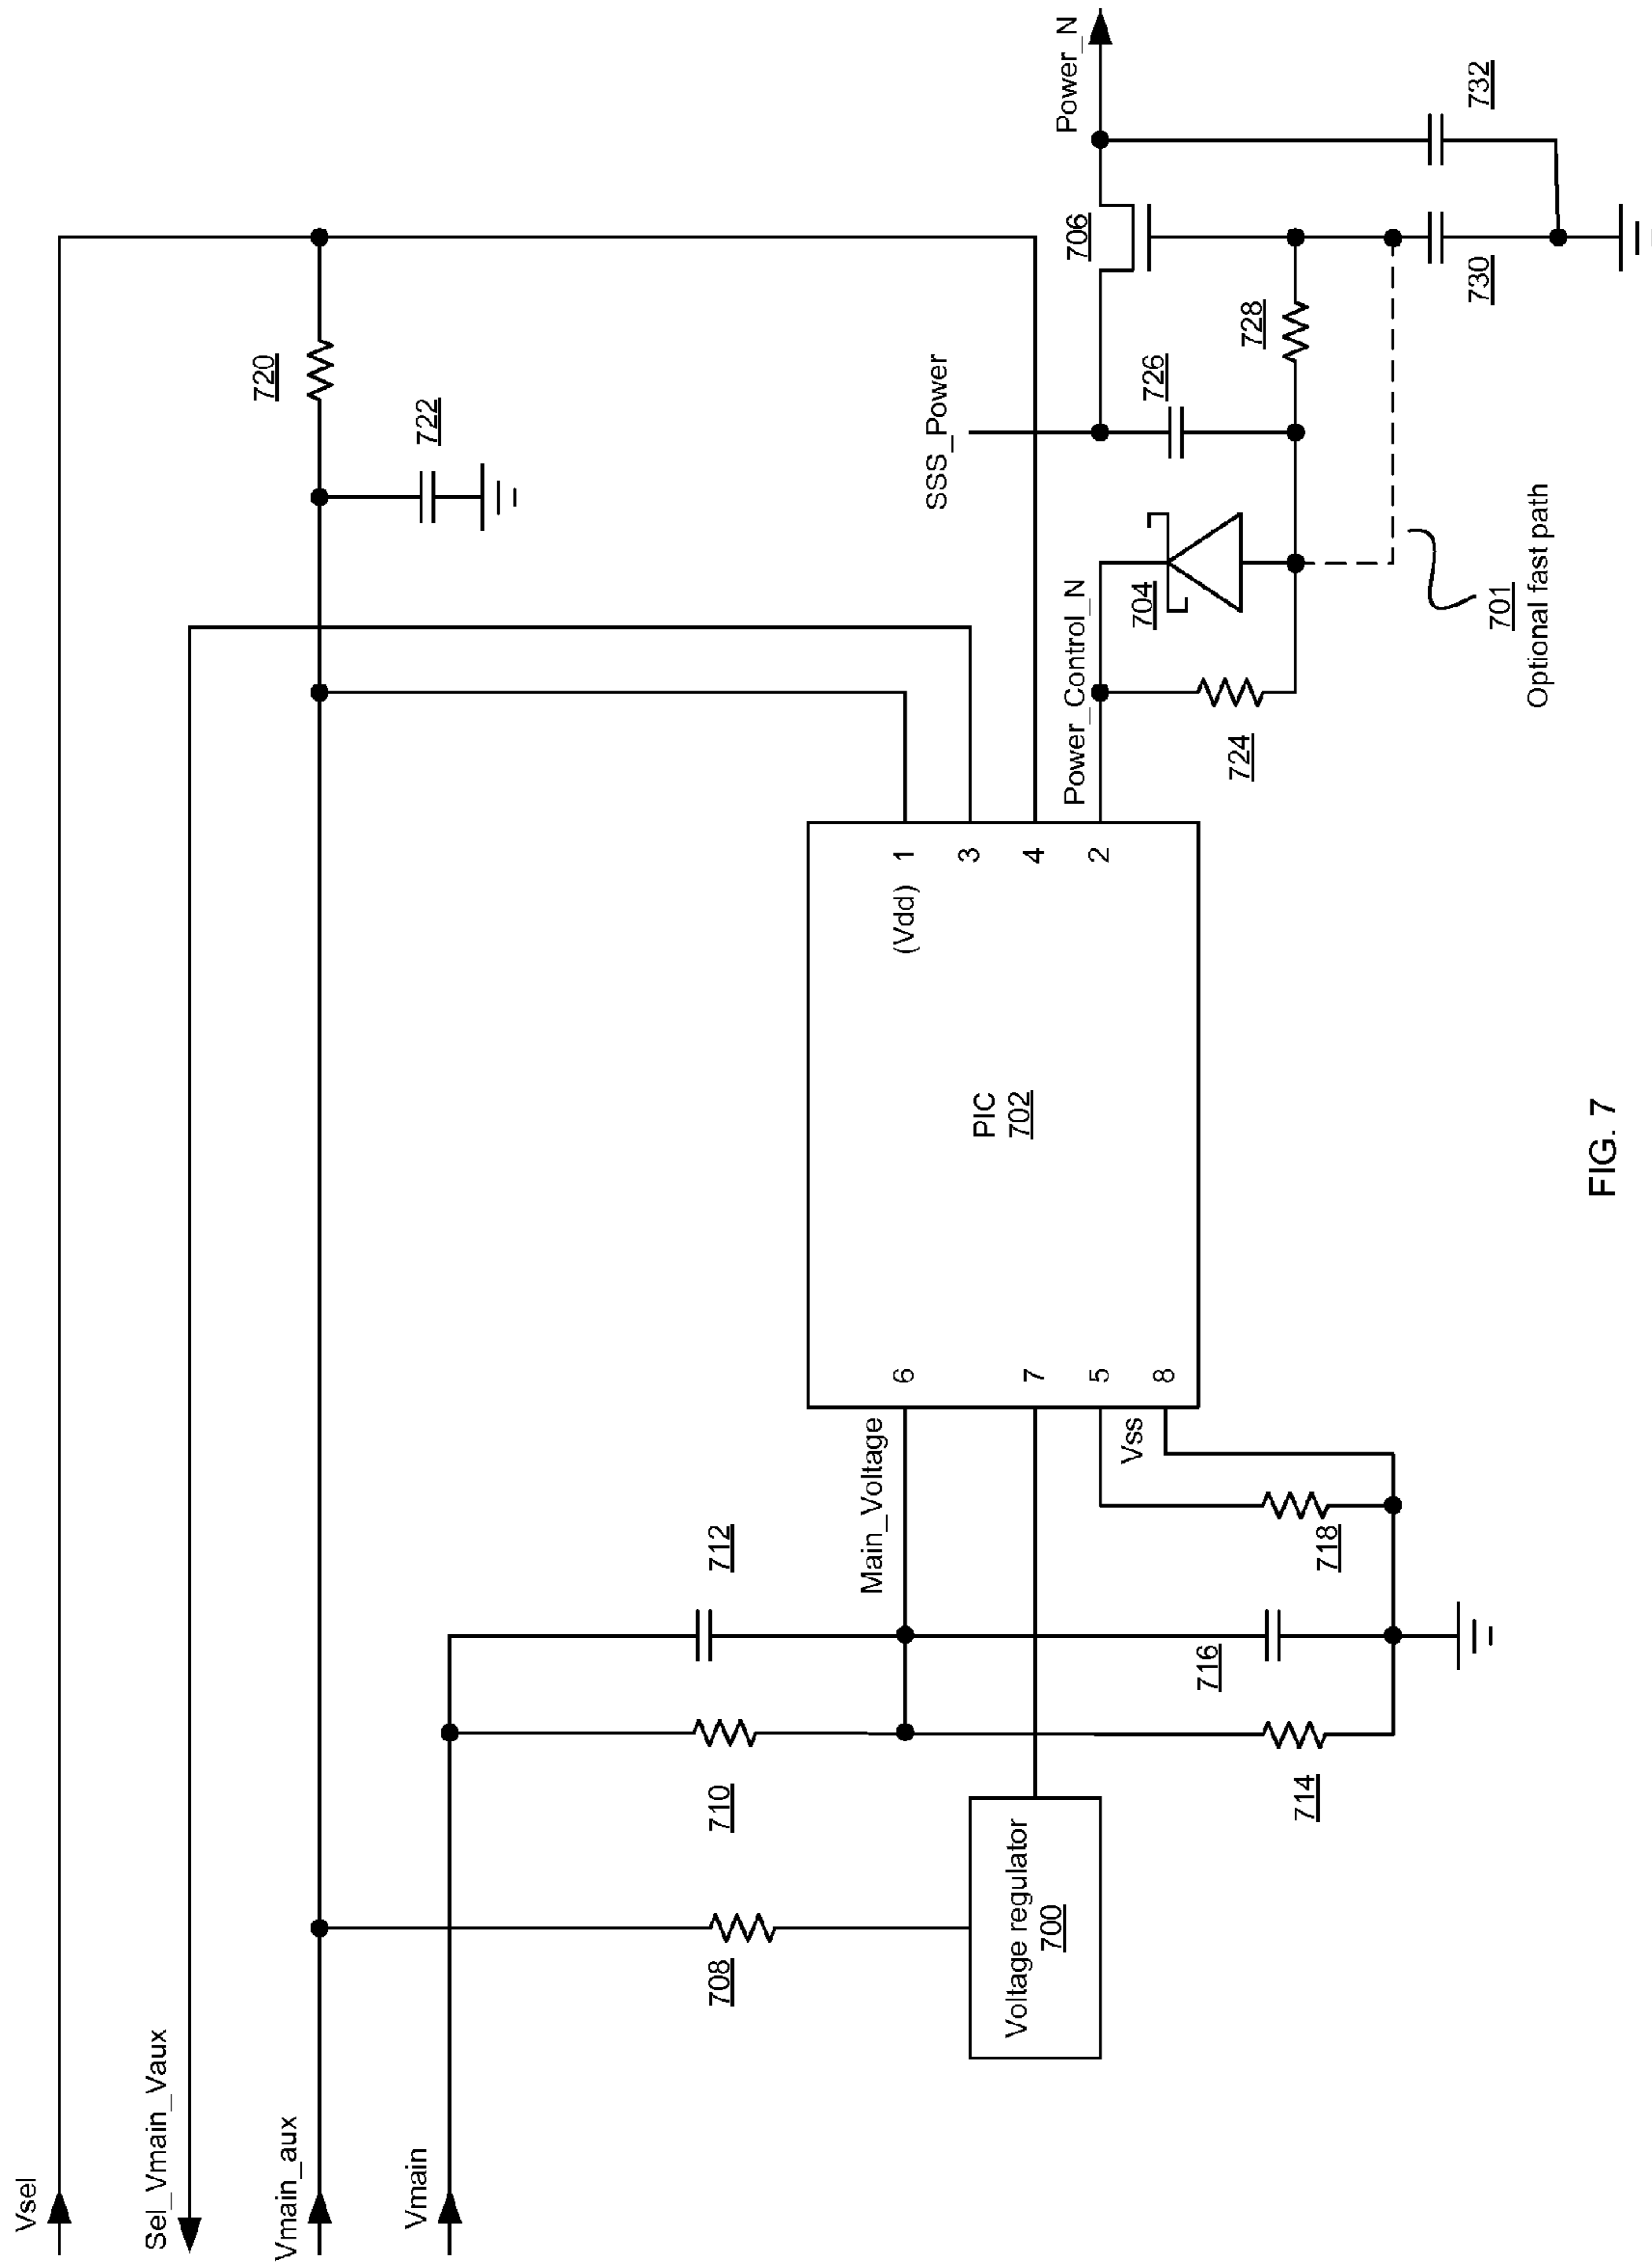 Vsel
Sel_Vmain_Vaux
Vmain_aux
Vmain
720
722
708
710
712
Main_Voltage
Voltage regulator
700
714
716
718
Vss
6
7
5
8
PIC
702
(Vdd) 1
3
4
2
Power_Control_N
724
704
SSS_Power
726
728
706
Power_N
730
732
701
Optional fast path
FIG. 7